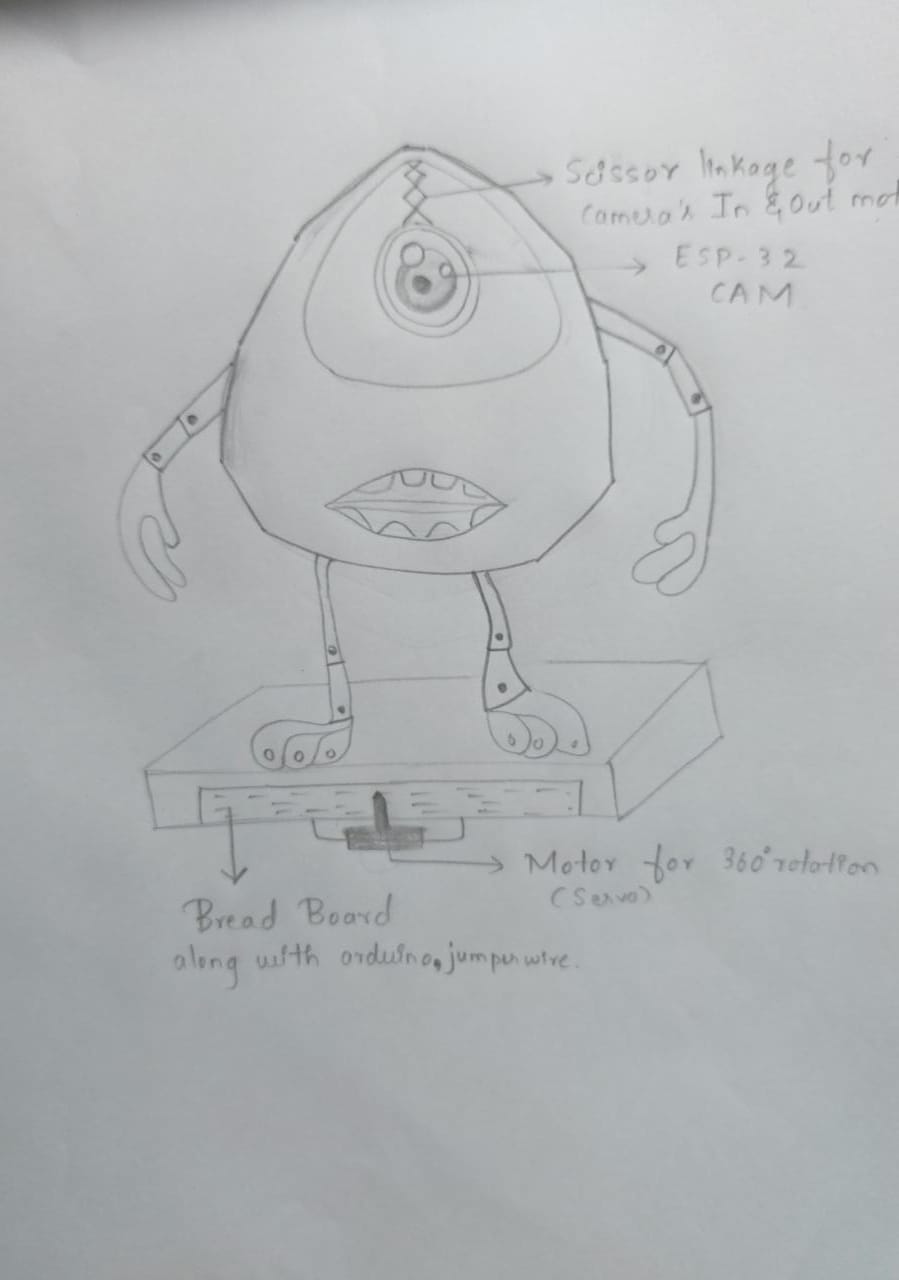 Scissor linkage for
Camera's In & Out mot
ESP-32
CAM
Motor for 360° rotation
(Servo)
Bread Board
along with arduino, jumper wire.